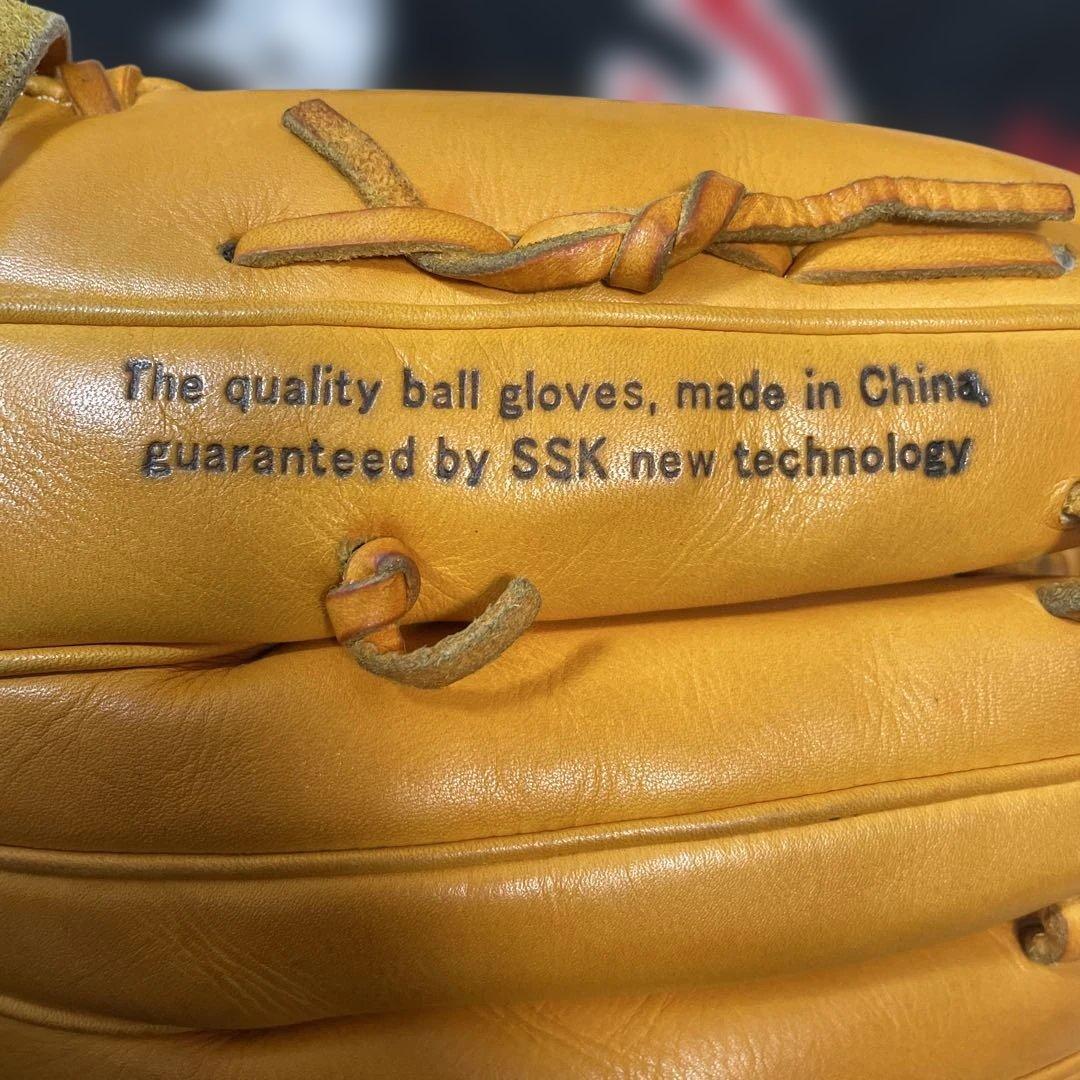 The quality ball gloves, made in China,
guaranteed by SSK new technology